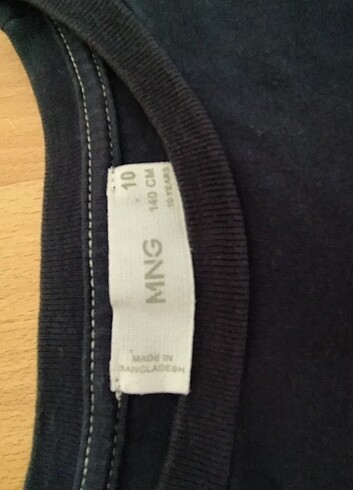 10
140 CM
10 YEARS
MNG
MADE IN
BANGLADESH